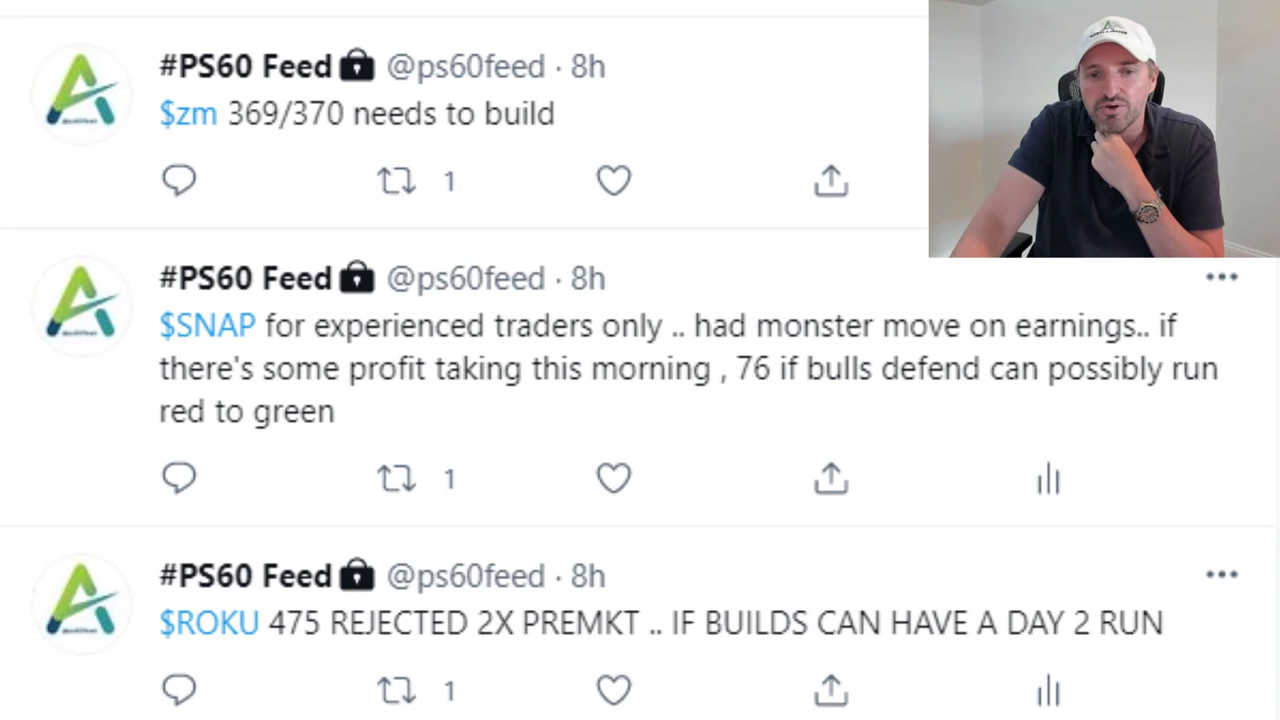 #PS60 Feed @ps60feed · 8h
$zm 369/370 needs to build
1
#PS60 Feed @ps60feed · 8h
$SNAP for experienced traders only .. had monster move on earnings.. if
there's some profit taking this morning , 76 if bulls defend can possibly run
red to green
1
#PS60 Feed @ps60feed · 8h
$ROKU 475 REJECTED 2X PREMKT .. IF BUILDS CAN HAVE A DAY 2 RUN
1